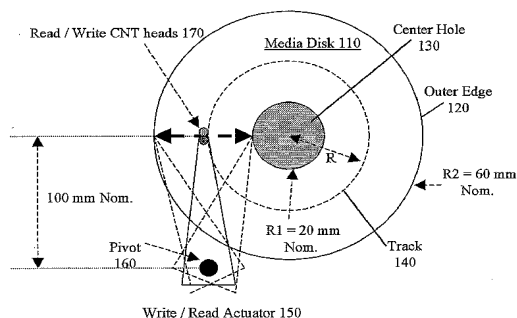 Read / Write CNT heads 170
Media Disk 110
Center Hole
130
Outer Edge
120
R
R2 = 60 mm
Nom.
100 mm Nom.
R1 = 20 mm
Nom.
Pivot
160
Track
140
Write / Read Actuator 150